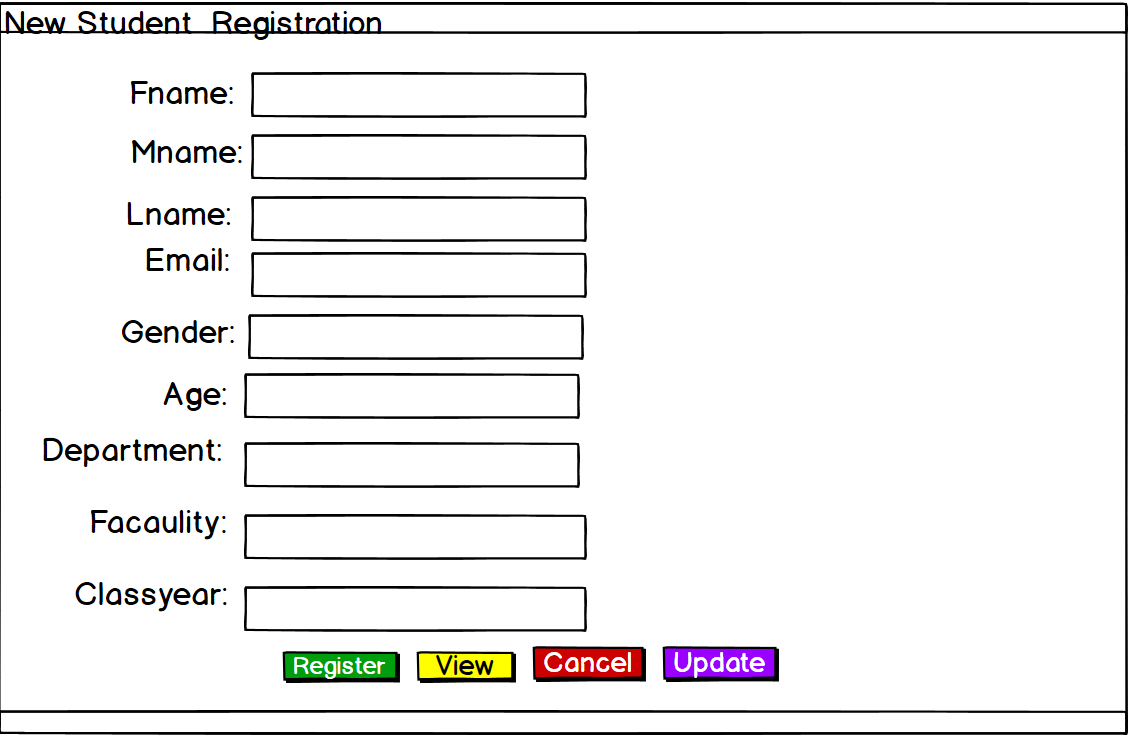 New Student  Registration
Fname:
Mname:
Lname:
Email:
Gender:
Age:
Department:
Facaulity:
Classyear:
Register View Cancel Update